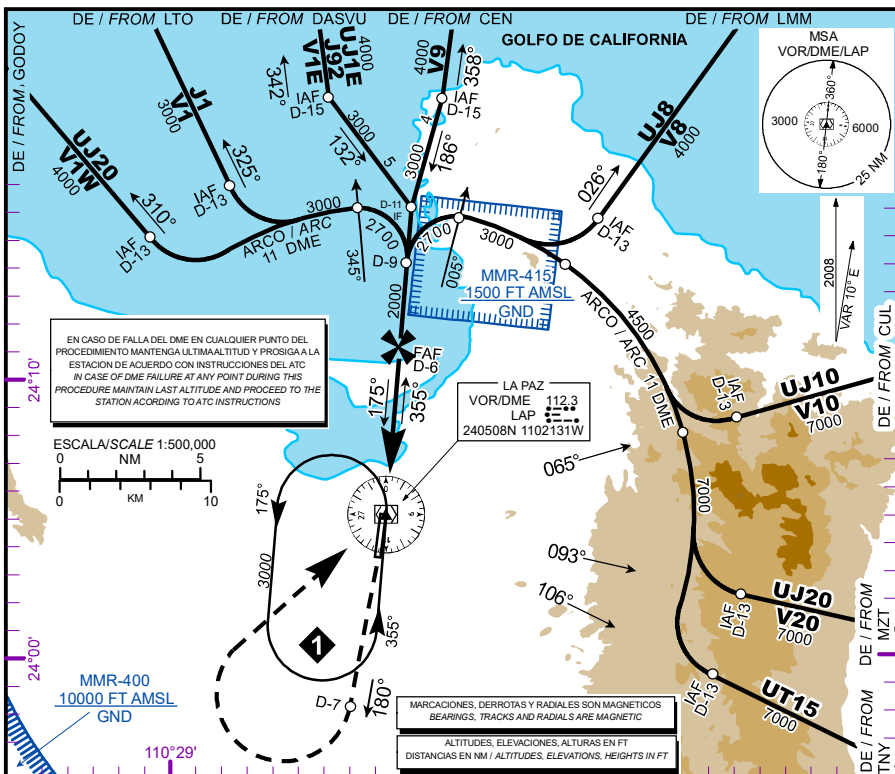 DE / FROM LTO
DE / FROM DASVU
DE / FROM CEN
DE / FROM LMM
GOLFO DE CALIFORNIA
MSA
VOR/DME/LAP
360°
3000
6000
180°
25 NM
DE / FROM. GODOY
UJ20
V1W
4000
310°
IAF
D-13
J1
V1
3000
325°
IAF
D-13
UJ1E
J92
V1E
4000
342°
IAF
D-15
3000
5
132°
V9
4000
358°
IAF
D-15
4
3000
186°
UJ8
V8
4000
026°
IAF
D-13
D-11
IF
3000
ARCO / ARC
11 DME
2700
345°
D-9
2700
005°
3000
MMR-415
1500 FT AMSL
GND
2000
FAF
D-6
175°
355°
2008
VAR 10° E
4500
ARCO / ARC 11 DME
DE / FROM CUL
IAF
D-13
UJ10
V10
7000
EN CASO DE FALLA DEL DME EN CUALQUIER PUNTO DEL
PROCEDIMIENTO MANTENGA ULTIMA ALTITUD Y PROSIGA A LA
ESTACION DE ACUERDO CON INSTRUCCIONES DEL ATC
IN CASE OF DME FAILURE AT ANY POINT DURING THIS
PROCEDURE MAINTAIN LAST ALTITUDE AND PROCEED TO THE
STATION ACORDING TO ATC INSTRUCTIONS
24°10'
LA PAZ
VOR/DME 112.3
LAP
240508N 1102131W
ESCALA/SCALE 1:500,000
0 NM 5
0 KM 10
065°
7000
175°
3000
355°
1
093°
106°
IAF
D-13
UJ20
V20
7000
DE / FROM
MZT
24°00'
D-7
180°
IAF
D-13
UT15
7000
DE / FROM
TNY
MMR-400
10000 FT AMSL
GND
MARCACIONES, DERROTAS Y RADIALES SON MAGNETICOS
BEARINGS, TRACKS AND RADIALS ARE MAGNETIC
ALTITUDES, ELEVACIONES, ALTURAS EN FT
DISTANCIAS EN NM / ALTITUDES, ELEVATIONS, HEIGHTS IN FT
110°29'